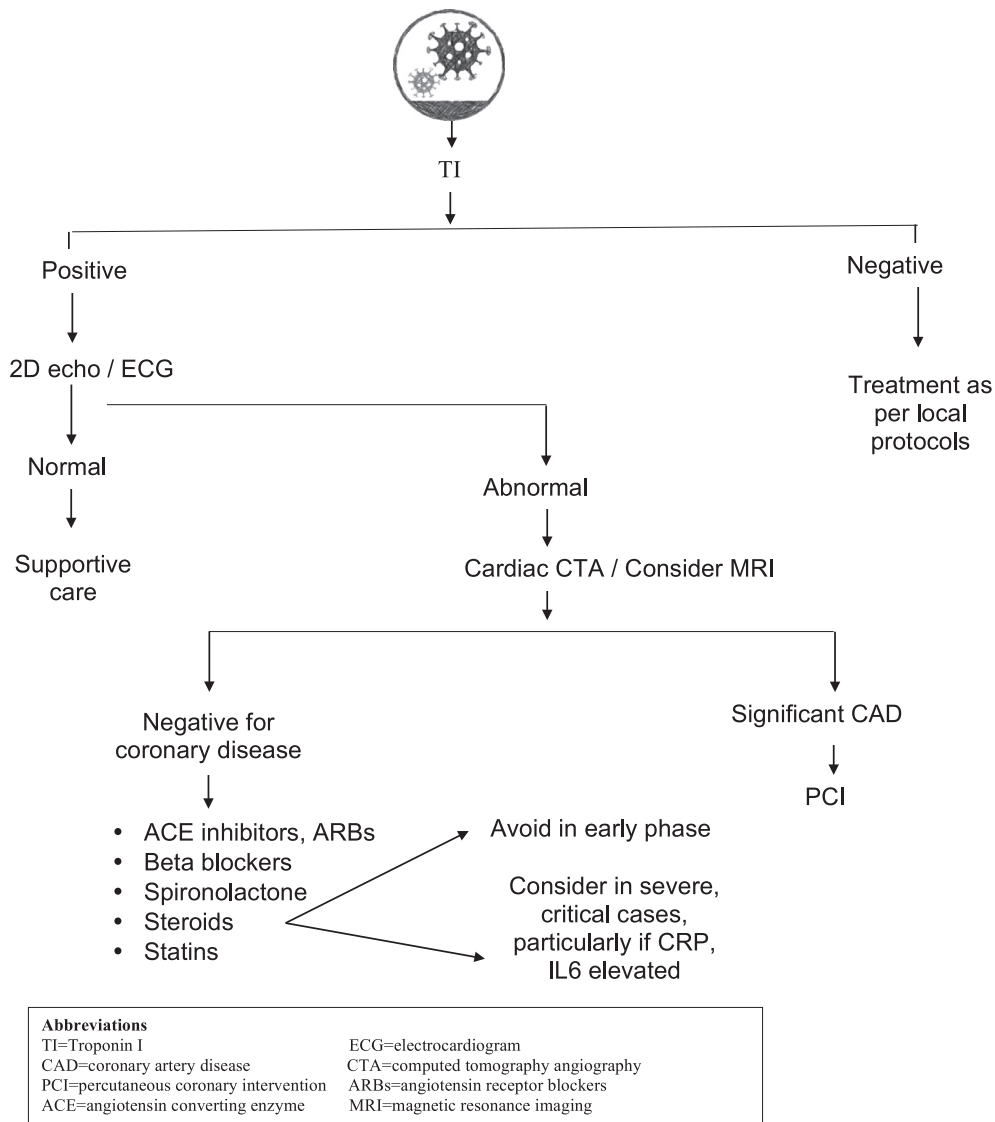 TI
Positive
Negative
2D echo / ECG
Treatment as
per local
protocols
Normal
Abnormal
Supportive
care
Cardiac CTA / Consider MRI
Negative for
coronary disease
Significant CAD
PCI
• ACE inhibitors, ARBs
• Beta blockers
• Spironolactone
• Steroids
• Statins
Avoid in early phase
Consider in severe,
critical cases,
particularly if CRP,
IL6 elevated
Abbreviations
TI=Troponin I ECG=electrocardiogram
CAD=coronary artery disease CTA=computed tomography angiography
PCI=percutaneous coronary intervention ARBs=angiotensin receptor blockers
ACE=angiotensin converting enzyme MRI=magnetic resonance imaging